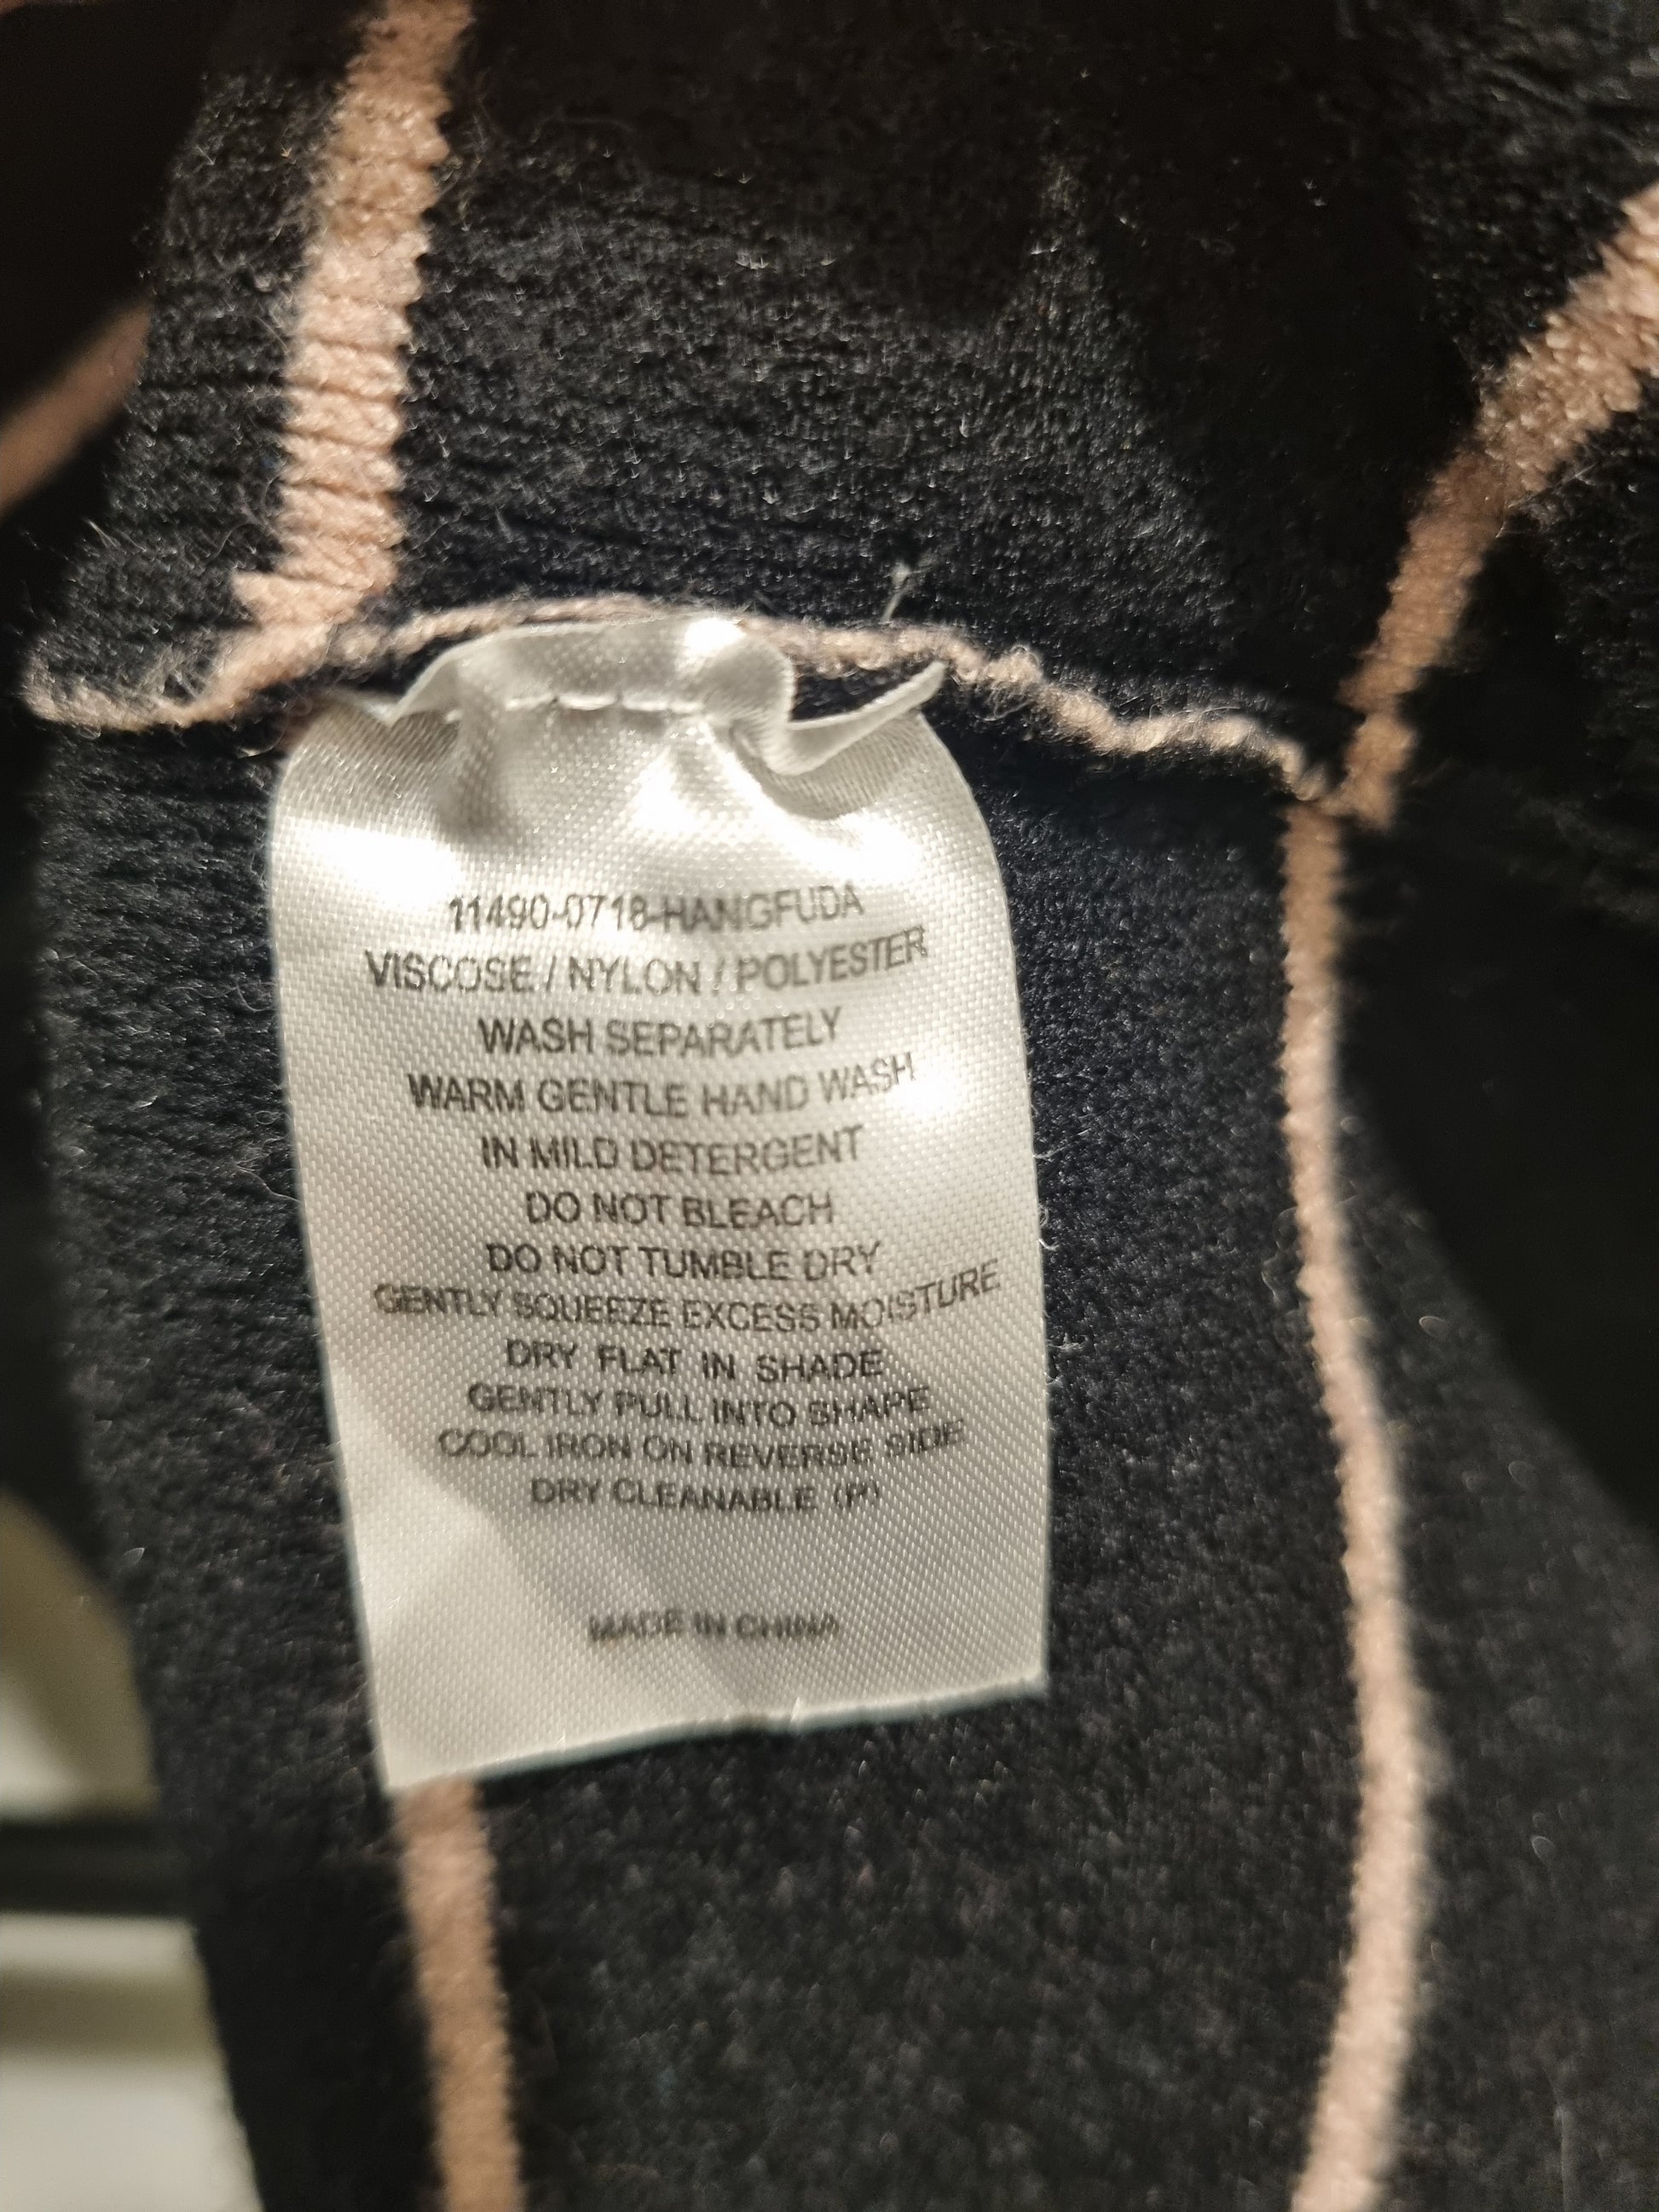 11490-0718-HANGFUDA
VISCOSE / NYLON / POLYESTER
WASH SEPARATELY
WARM GENTLE HAND WASH
IN MILD DETERGENT
DO NOT BLEACH
DO NOT TUMBLE DRY
GENTLY SQUEEZE EXCESS MOISTURE
DRY FLAT IN SHADE
GENTLY PULL INTO SHAPE
COOL IRON ON REVERSE SIDE
DRY CLEANABLE (P)
MADE IN CHINA